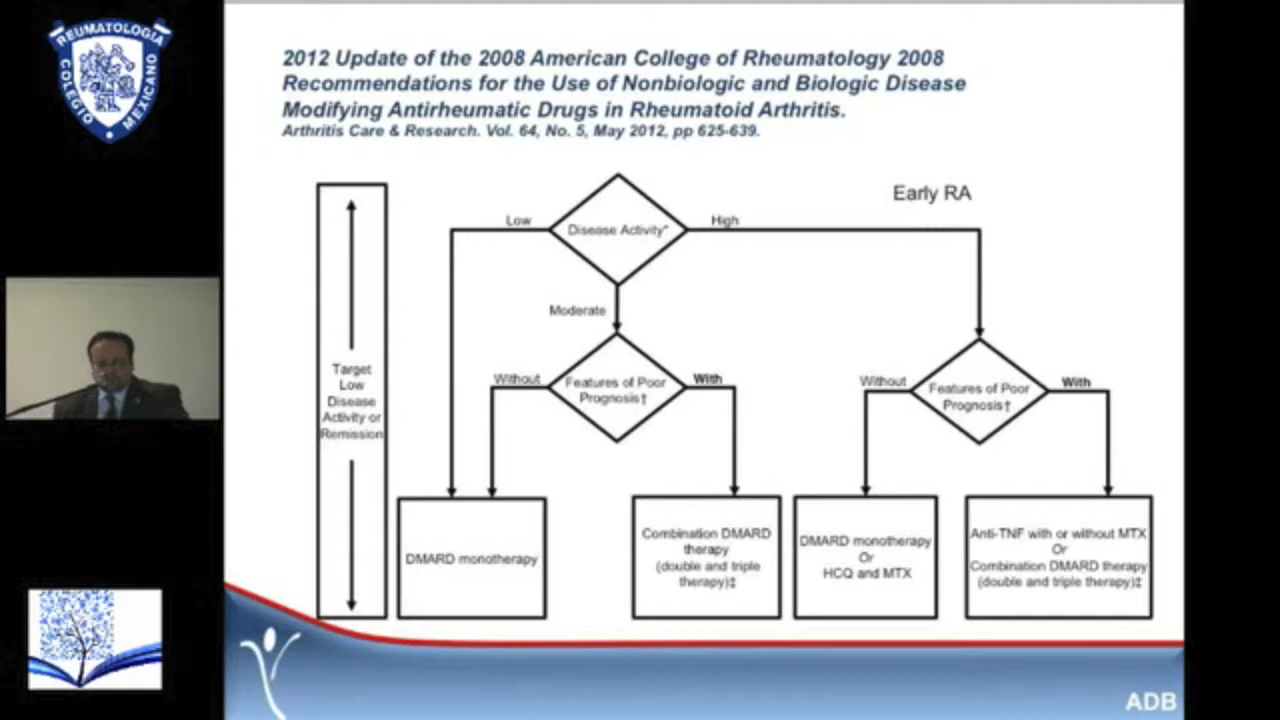 REUMATOLOGIA
COLEGIO
MEXICANO
2012 Update of the 2008 American College of Rheumatology 2008
Recommendations for the Use of Nonbiologic and Biologic Disease
Modifying Antirheumatic Drugs in Rheumatoid Arthritis.
Arthritis Care & Research. Vol. 64, No. 5, May 2012, pp 625-639.
Early RA
Low
Disease Activity*
High
Moderate
Target
Low
Disease
Activity or
Remission
Without
Features of Poor
Prognosis†
With
Without
Features of Poor
Prognosis†
With
DMARD monotherapy
Combination DMARD
therapy
(double and triple
therapy)‡
DMARD monotherapy
Or
HCQ and MTX
Anti-TNF with or without MTX
Or
Combination DMARD therapy
(double and triple therapy)‡
ADB